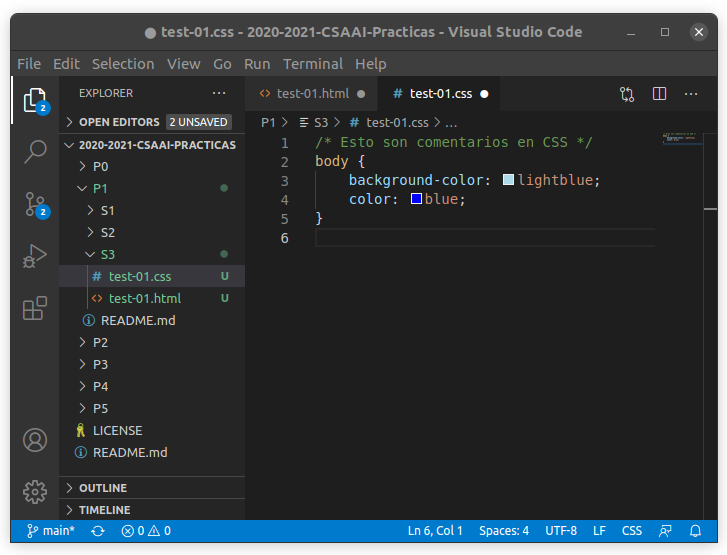 test-01.css - 2020-2021-CSAAI-Practicas - Visual Studio Code
File Edit Selection View Go Run Terminal Help
EXPLORER ···
test-01.html
# test-01.css
···
OPEN EDITORS 2 UNSAVED
P1 > S3 > # test-01.css > ...
2020-2021-CSAAI-PRACTICAS
P0
P1
S1
S2
S3
# test-01.css U
test-01.html U
README.md
P2
P3
P4
P5
LICENSE
README.md
OUTLINE
TIMELINE
2
2
1 /* Esto son comentarios en CSS */
2 body {
3 background-color: lightblue;
4 color: blue;
5 }
6
main* 0 0 Ln 6, Col 1 Spaces: 4 UTF-8 LF CSS